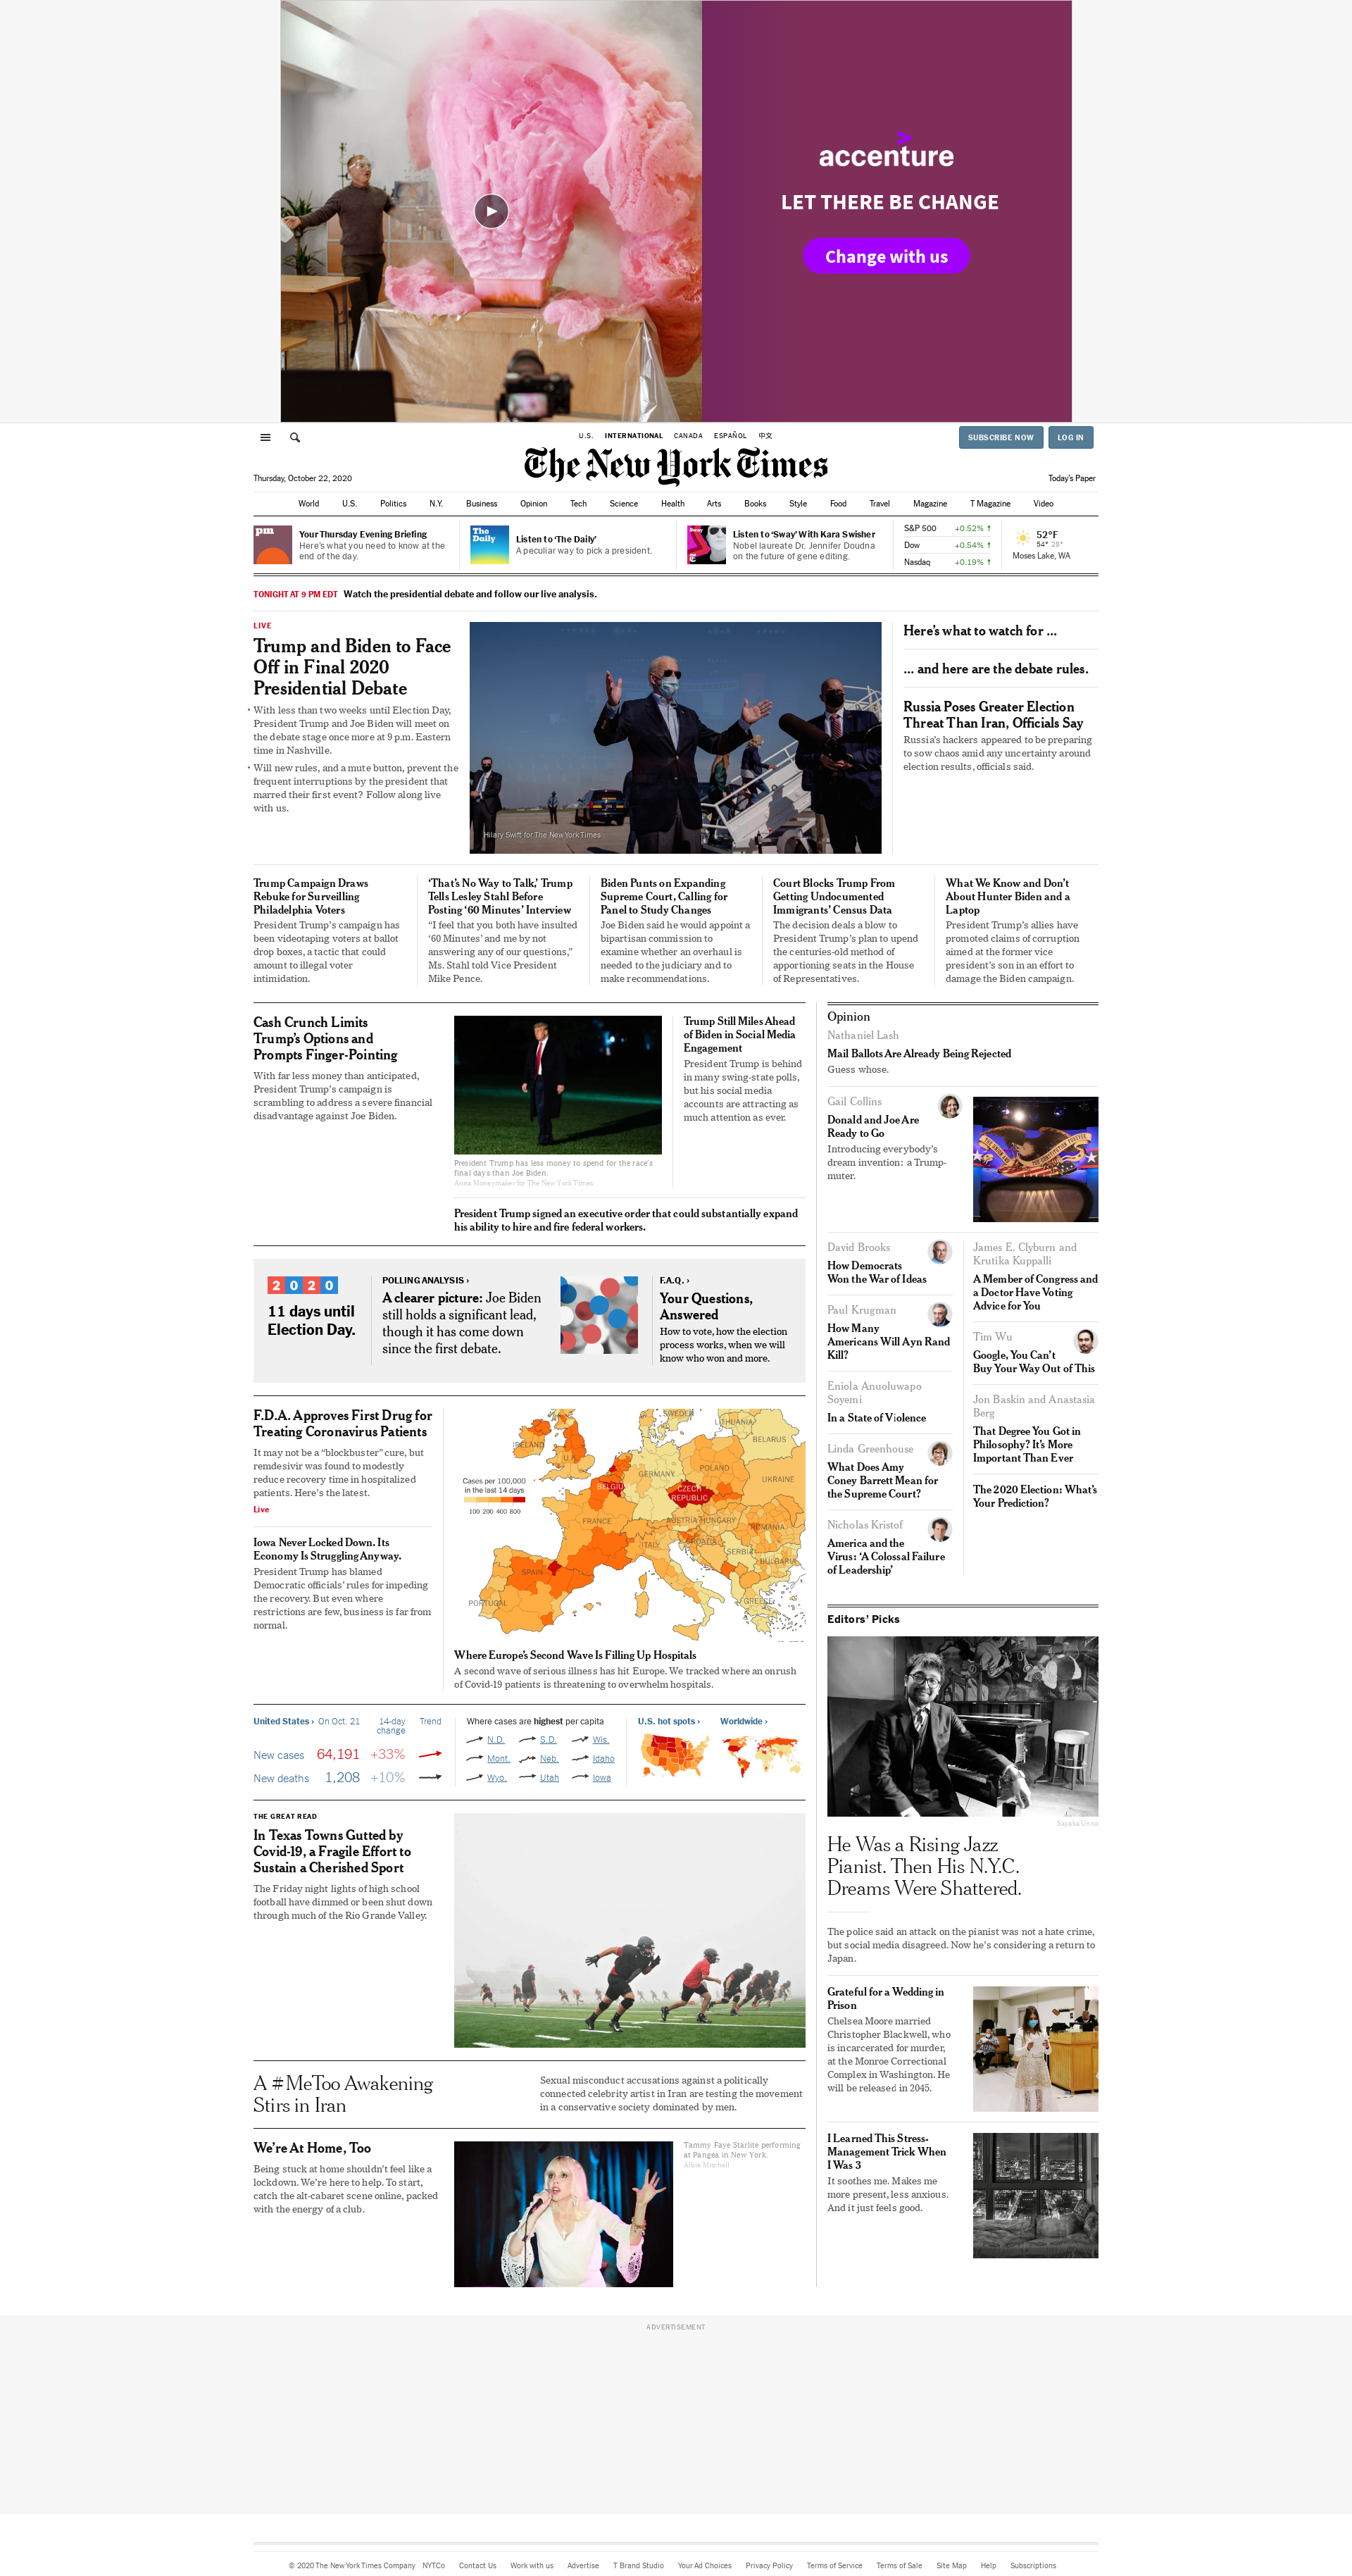 accenture
LET THERE BE CHANGE
Change with us
U.S.
INTERNATIONAL
CANADA
ESPAÑOL
中文
SUBSCRIBE NOW
LOG IN
The New York Times
Thursday, October 22, 2020
Today's Paper
World
U.S.
Politics
N.Y.
Business
Opinion
Tech
Science
Health
Arts
Books
Style
Food
Travel
Magazine
T Magazine
Video
pm
Your Thursday Evening Briefing
Here's what you need to know at the
end of the day.
The
Daily
Listen to 'The Daily'
A peculiar way to pick a president.
Listen to 'Sway' With Kara Swisher
Nobel laureate Dr. Jennifer Doudna
on the future of gene editing.
S&P 500 +0.52% ↑
Dow +0.54% ↑
Nasdaq +0.19% ↑
52°F
54° 28°
Moses Lake, WA
TONIGHT AT 9 PM EDT Watch the presidential debate and follow our live analysis.
LIVE
Trump and Biden to Face
Off in Final 2020
Presidential Debate
• With less than two weeks until Election Day,
President Trump and Joe Biden will meet on
the debate stage once more at 9 p.m. Eastern
time in Nashville.
• Will new rules, and a mute button, prevent the
frequent interruptions by the president that
marred their first event? Follow along live
with us.
Hilary Swift for The New York Times
Here's what to watch for …
… and here are the debate rules.
Russia Poses Greater Election
Threat Than Iran, Officials Say
Russia's hackers appeared to be preparing
to sow chaos amid any uncertainty around
election results, officials said.
Trump Campaign Draws
Rebuke for Surveilling
Philadelphia Voters
President Trump's campaign has
been videotaping voters at ballot
drop boxes, a tactic that could
amount to illegal voter
intimidation.
'That's No Way to Talk,' Trump
Tells Lesley Stahl Before
Posting '60 Minutes' Interview
"I feel that you both have insulted
'60 Minutes' and me by not
answering any of our questions,"
Ms. Stahl told Vice President
Mike Pence.
Biden Punts on Expanding
Supreme Court, Calling for
Panel to Study Changes
Joe Biden said he would appoint a
bipartisan commission to
examine whether an overhaul is
needed to the judiciary and to
make recommendations.
Court Blocks Trump From
Getting Undocumented
Immigrants' Census Data
The decision deals a blow to
President Trump's plan to upend
the centuries-old method of
apportioning seats in the House
of Representatives.
What We Know and Don't
About Hunter Biden and a
Laptop
President Trump's allies have
promoted claims of corruption
aimed at the former vice
president's son in an effort to
damage the Biden campaign.
Cash Crunch Limits
Trump's Options and
Prompts Finger-Pointing
With far less money than anticipated,
President Trump's campaign is
scrambling to address a severe financial
disadvantage against Joe Biden.
President Trump has less money to spend for the race's
final days than Joe Biden.
Anna Moneymaker for The New York Times
Trump Still Miles Ahead
of Biden in Social Media
Engagement
President Trump is behind
in many swing-state polls,
but his social media
accounts are attracting as
much attention as ever.
President Trump signed an executive order that could substantially expand
his ability to hire and fire federal workers.
2020
11 days until
Election Day.
POLLING ANALYSIS ›
A clearer picture: Joe Biden
still holds a significant lead,
though it has come down
since the first debate.
F.A.Q. ›
Your Questions,
Answered
How to vote, how the election
process works, when we will
know who won and more.
F.D.A. Approves First Drug for
Treating Coronavirus Patients
It may not be a "blockbuster" cure, but
remdesivir was found to modestly
reduce recovery time in hospitalized
patients. Here's the latest.
Live
Iowa Never Locked Down. Its
Economy Is Struggling Anyway.
President Trump has blamed
Democratic officials' rules for impeding
the recovery. But even where
restrictions are few, business is far from
normal.
Cases per 100,000
in the last 14 days
100 200 400 800
SWEDEN
LITHUANIA
BELARUS
IRELAND
U.K.
POLAND
GERMANY
BELGIUM
UKRAINE
CZECH
REPUBLIC
FRANCE
AUSTRIA
HUNGARY
ROMANIA
CROATIA
ITALY
SERBIA
BULGARIA
SPAIN
PORTUGAL
GREECE
Where Europe's Second Wave Is Filling Up Hospitals
A second wave of serious illness has hit Europe. We tracked where an onrush
of Covid-19 patients is threatening to overwhelm hospitals.
United States › On Oct. 21 14-day Trend
change
New cases 64,191 +33%
New deaths 1,208 +10%
Where cases are highest per capita
N.D. S.D. Wis.
Mont. Neb. Idaho
Wyo. Utah Iowa
U.S. hot spots ›
Worldwide ›
THE GREAT READ
In Texas Towns Gutted by
Covid-19, a Fragile Effort to
Sustain a Cherished Sport
The Friday night lights of high school
football have dimmed or been shut down
through much of the Rio Grande Valley.
A #MeToo Awakening
Stirs in Iran
Sexual misconduct accusations against a politically
connected celebrity artist in Iran are testing the movement
in a conservative society dominated by men.
We're At Home, Too
Being stuck at home shouldn't feel like a
lockdown. We're here to help. To start,
catch the alt-cabaret scene online, packed
with the energy of a club.
Tammy Faye Starlite performing
at Pangea in New York.
Albie Mitchell
Opinion
Nathaniel Lash
Mail Ballots Are Already Being Rejected
Guess whose.
Gail Collins
Donald and Joe Are
Ready to Go
Introducing everybody's
dream invention: a Trump-
muter.
David Brooks
How Democrats
Won the War of Ideas
Paul Krugman
How Many
Americans Will Ayn Rand
Kill?
Eniola Anuoluwapo
Soyemi
In a State of Violence
Linda Greenhouse
What Does Amy
Coney Barrett Mean for
the Supreme Court?
Nicholas Kristof
America and the
Virus: 'A Colossal Failure
of Leadership'
James E. Clyburn and
Krutika Kuppalli
A Member of Congress and
a Doctor Have Voting
Advice for You
Tim Wu
Google, You Can't
Buy Your Way Out of This
Jon Baskin and Anastasia
Berg
That Degree You Got in
Philosophy? It's More
Important Than Ever
The 2020 Election: What's
Your Prediction?
Editors' Picks
Sayaka Ueno
He Was a Rising Jazz
Pianist. Then His N.Y.C.
Dreams Were Shattered.
The police said an attack on the pianist was not a hate crime,
but social media disagreed. Now he's considering a return to
Japan.
Grateful for a Wedding in
Prison
Chelsea Moore married
Christopher Blackwell, who
is incarcerated for murder,
at the Monroe Correctional
Complex in Washington. He
will be released in 2045.
I Learned This Stress-
Management Trick When
I Was 3
It soothes me. Makes me
more present, less anxious.
And it just feels good.
ADVERTISEMENT
© 2020 The New York Times Company
NYTCo
Contact Us
Work with us
Advertise
T Brand Studio
Your Ad Choices
Privacy Policy
Terms of Service
Terms of Sale
Site Map
Help
Subscriptions